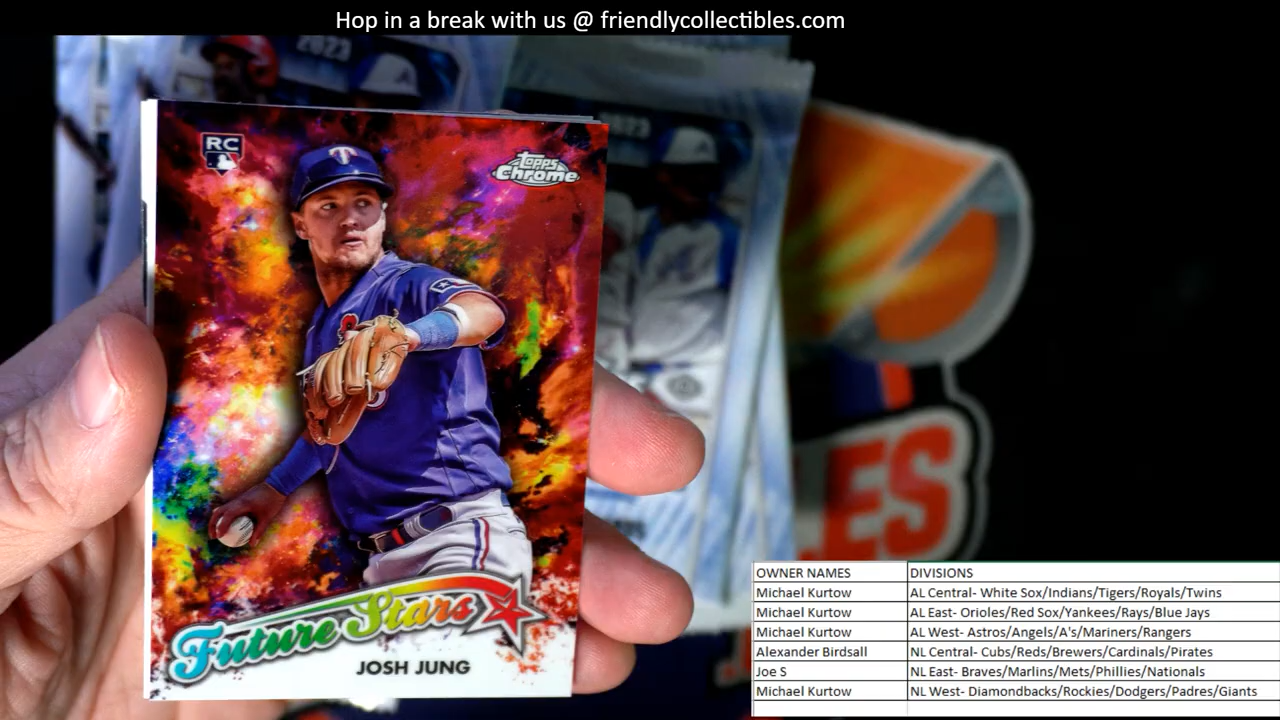 Hop in a break with us @ friendlycollectibles.com
2023
2023
RC
Topps
Chrome
T
Future Stars
JOSH JUNG
LES
OWNER NAMES DIVISIONS
Michael Kurtow AL Central- White Sox/Indians/Tigers/Royals/Twins
Michael Kurtow AL East- Orioles/Red Sox/Yankees/Rays/Blue Jays
Michael Kurtow AL West- Astros/Angels/A's/Mariners/Rangers
Alexander Birdsall NL Central- Cubs/Reds/Brewers/Cardinals/Pirates
Joe S NL East- Braves/Marlins/Mets/Phillies/Nationals
Michael Kurtow NL West- Diamondbacks/Rockies/Dodgers/Padres/Giants